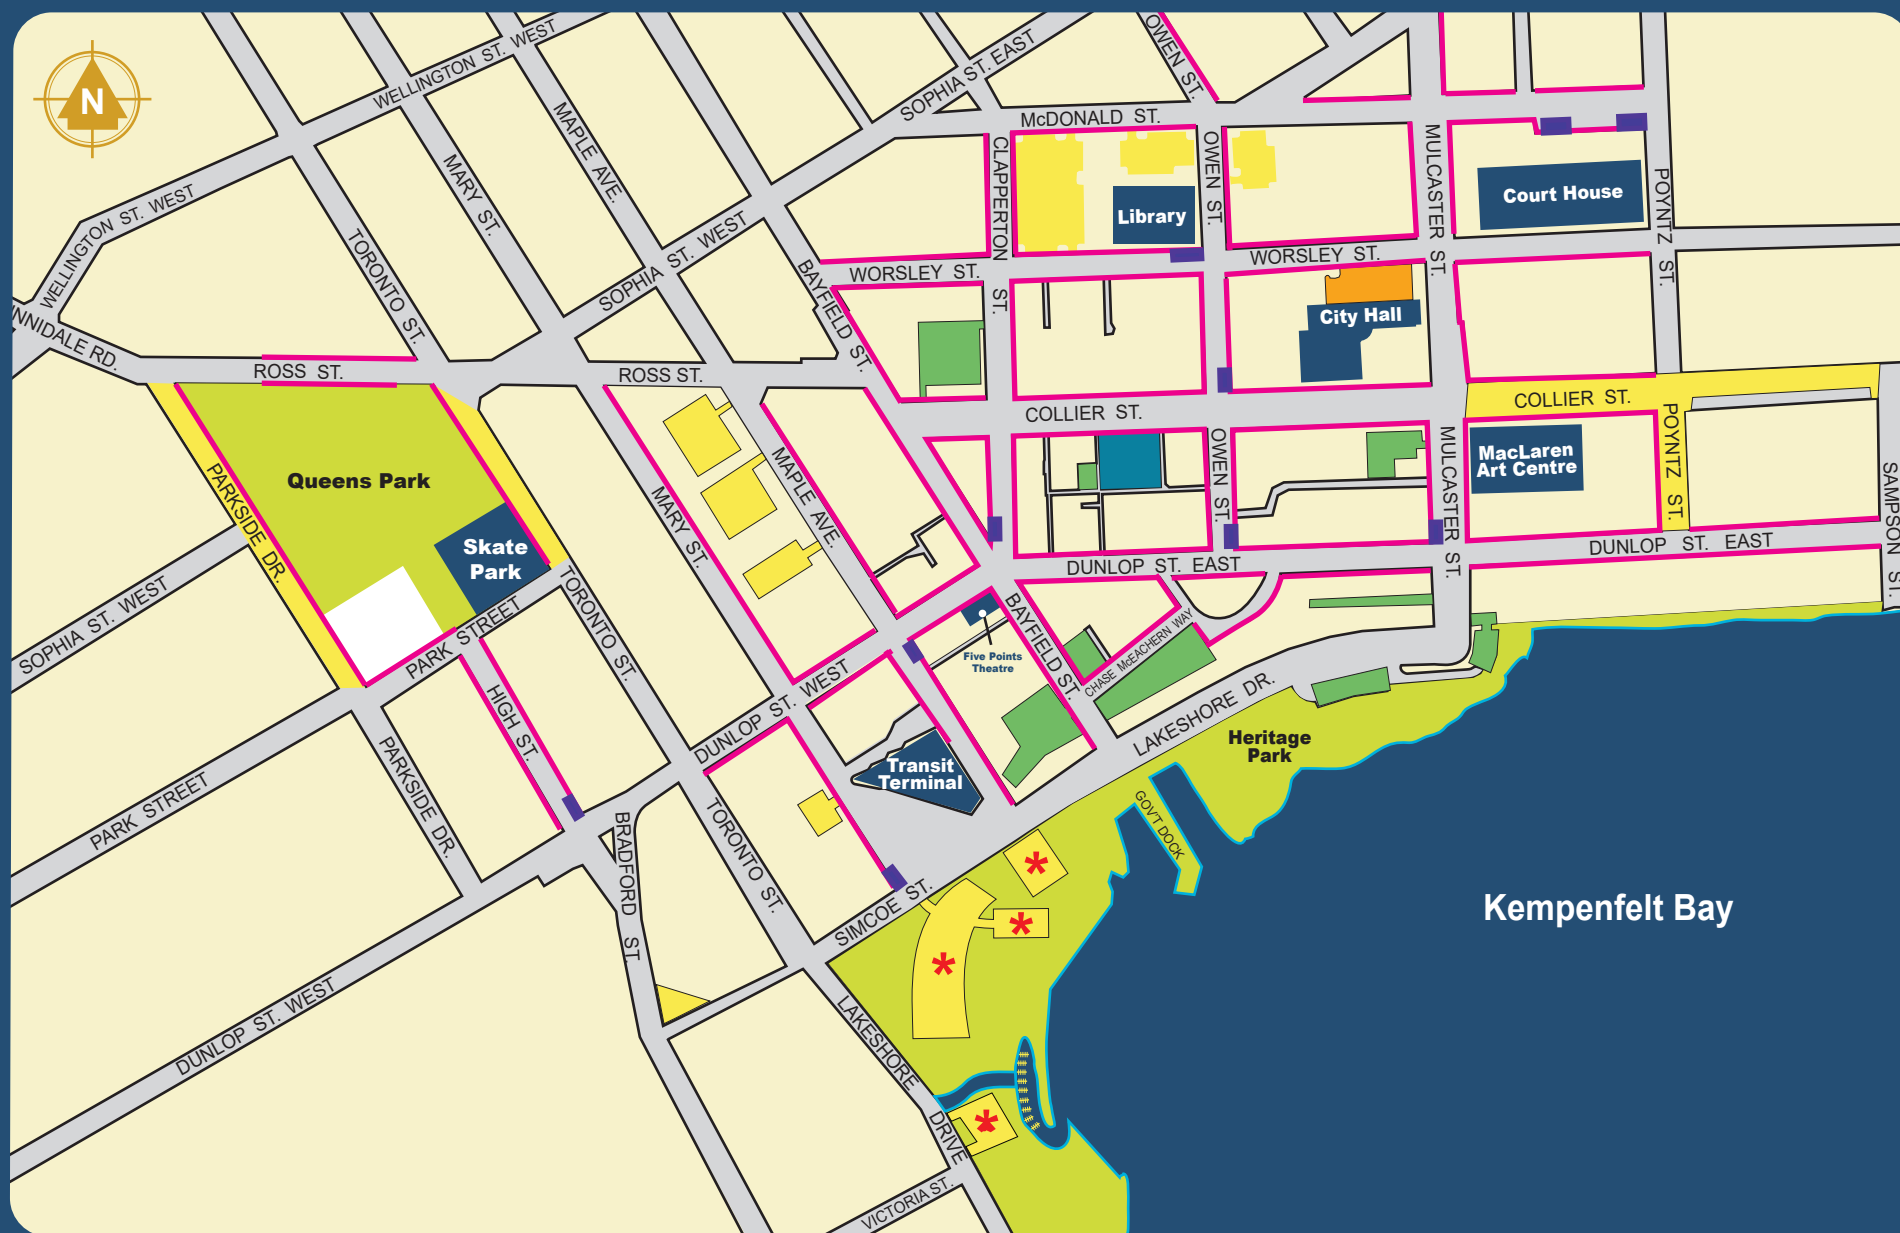 N
WELLINGTON ST. WEST
SOPHIA ST. EAST
OWEN ST.
McDONALD ST.
WELLINGTON ST. WEST
MARY ST.
MAPLE AVE.
CLAPPERTON ST.
OWEN ST.
MULCASTER ST.
POYNTZ ST.
Court House
Library
TORONTO ST.
SOPHIA ST. WEST
BAYFIELD ST.
WORSLEY ST.
WORSLEY ST.
City Hall
NNIDALE RD.
ROSS ST.
ROSS ST.
COLLIER ST.
COLLIER ST.
POYNTZ ST.
Queens Park
PARKSIDE DR.
MARY ST.
MAPLE AVE.
OWEN ST.
MULCASTER ST.
MacLaren
Art Centre
SAMPSON ST.
Skate
Park
DUNLOP ST. EAST
DUNLOP ST. EAST
SOPHIA ST. WEST
PARK STREET
TORONTO ST.
Five Points
Theatre
BAYFIELD ST.
CHASE McEACHERN WAY
HIGH ST.
DUNLOP ST. WEST
LAKESHORE DR.
Heritage
Park
Transit
Terminal
PARK STREET
PARKSIDE DR.
BRADFORD ST.
TORONTO ST.
GOV'T DOCK
SIMCOE ST.
*
*
*
Kempenfelt Bay
DUNLOP ST. WEST
LAKESHORE DRIVE
*
VICTORIA ST.